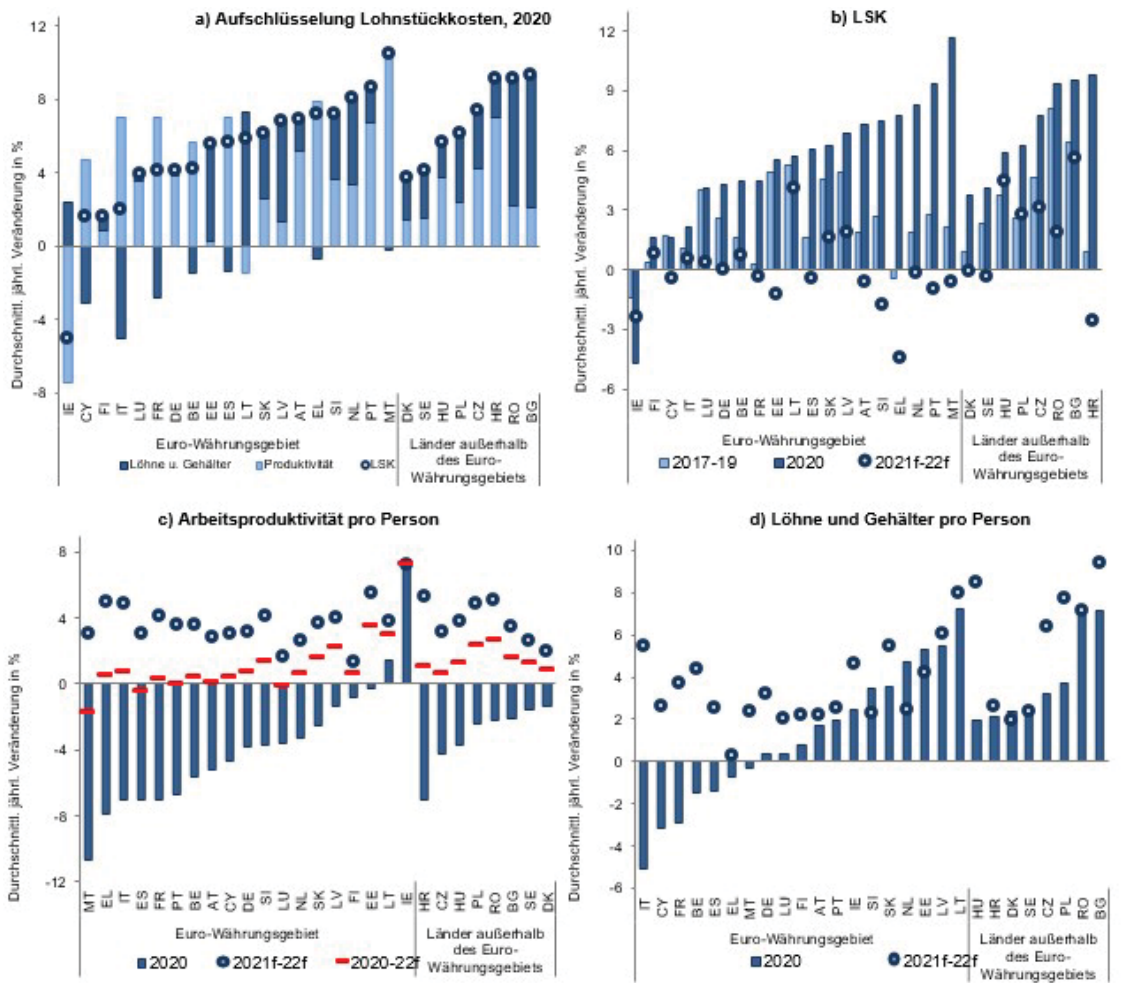 a) Aufschlüsselung Lohnstückkosten, 2020
Durchschnittl. jährl. Veränderung in %
12
8
4
0
-4
-8
IE CY FI IT LU FR DE BE EE ES LT SK LV AT EL SI NL PT MT DK SE HU PL CZ HR RO BG
Euro-Währungsgebiet
Länder außerhalb
des Euro-
Währungsgebiets
Löhne u. Gehälter Produktivität LSK
b) LSK
Durchschnittl. jährl. Veränderung in %
12
9
6
3
0
-3
-6
IE FI CY IT LU DE BE FR EE LT ES SK LV AT SI EL NL PT MT DK SE HU PL CZ RO BG HR
Euro-Währungsgebiet
Länder außerhalb
des Euro-
Währungsgebiets
2017-19 2020 2021f-22f
c) Arbeitsproduktivität pro Person
Durchschnittl. jährl. Veränderung in %
8
4
0
-4
-8
-12
MT EL IT ES FR PT BE AT CY DE SI LU NL SK LV FI EE LT IE HR CZ HU PL RO BG SE DK
Euro-Währungsgebiet
Länder außerhalb
des Euro-
Währungsgebiets
2020 2021f-22f 2020-22f
d) Löhne und Gehälter pro Person
Durchschnittl. jährl. Veränderung in %
10
8
6
4
2
0
-2
-4
-6
IT CY FR BE ES EL MT DE LU FI AT PT IE SI SK NL EE LV LT HU HR DK SE CZ PL RO BG
Euro-Währungsgebiet
Länder außerhalb
des Euro-
Währungsgebiets
2020 2021f-22f